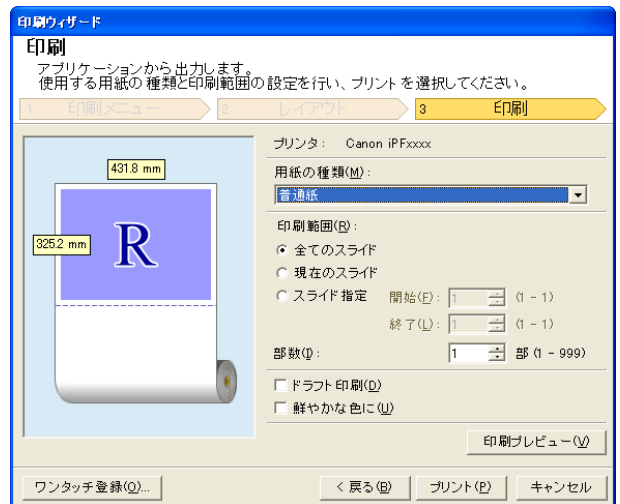 印刷ウィザード
印刷
アプリケーションから出力します。
使用する用紙の種類と印刷範囲の設定を行い、プリントを選択してください。
1 印刷メニュー 2 レイアウト 3 印刷
プリンタ: Canon iPFxxxx
431.8 mm
用紙の種類(M):
普通紙
325.2 mm
R
印刷範囲(R):
全てのスライド
現在のスライド
スライド指定 開始(F): 1 (1 - 1)
終了(L): 1 (1 - 1)
部数(I): 1 部 (1 - 999)
ドラフト印刷(D)
鮮やかな色に(U)
印刷プレビュー(V)
ワンタッチ登録(O)... < 戻る(B) プリント(P) キャンセル